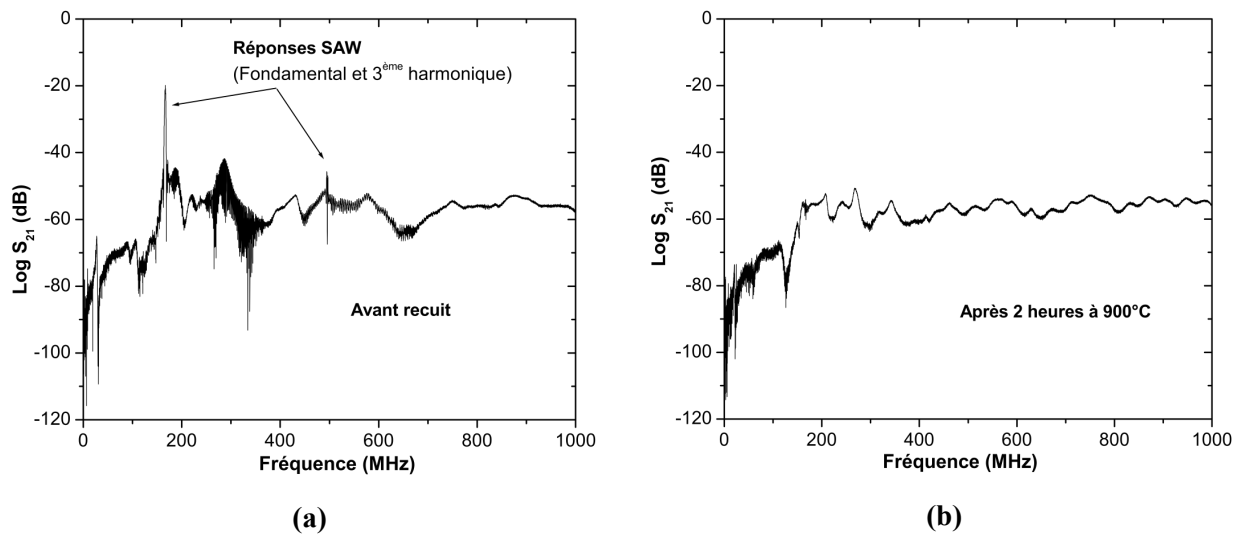 Réponses SAW
(Fondamental et 3ème harmonique)
0
-20
-40
-60
-80
-100
-120
Log S21 (dB)
Avant recuit
0 200 400 600 800 1000
Fréquence (MHz)
(a)
0
-20
-40
-60
-80
-100
-120
Log S21 (dB)
Après 2 heures à 900°C
0 200 400 600 800 1000
Fréquence (MHz)
(b)